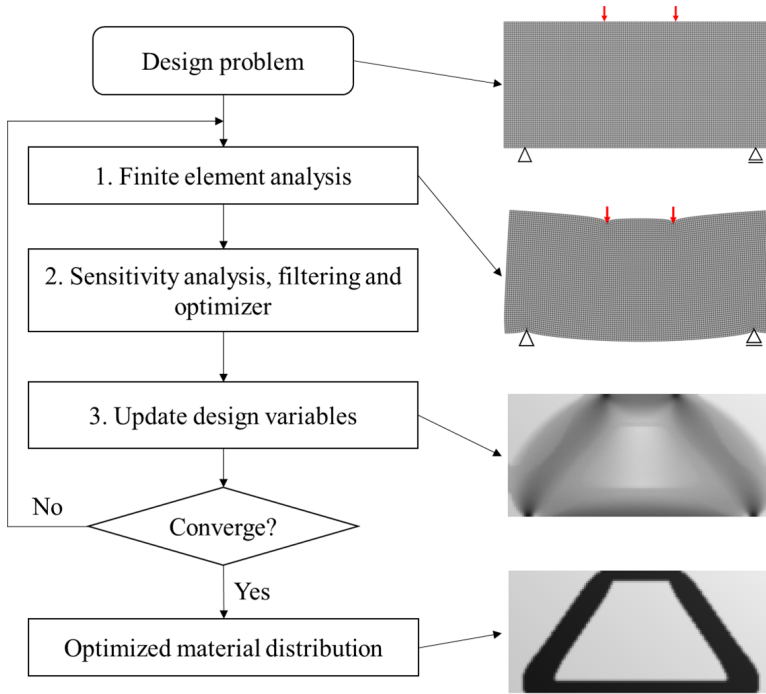 Design problem
1. Finite element analysis
2. Sensitivity analysis, filtering and
optimizer
3. Update design variables
No
Converge?
Yes
Optimized material distribution